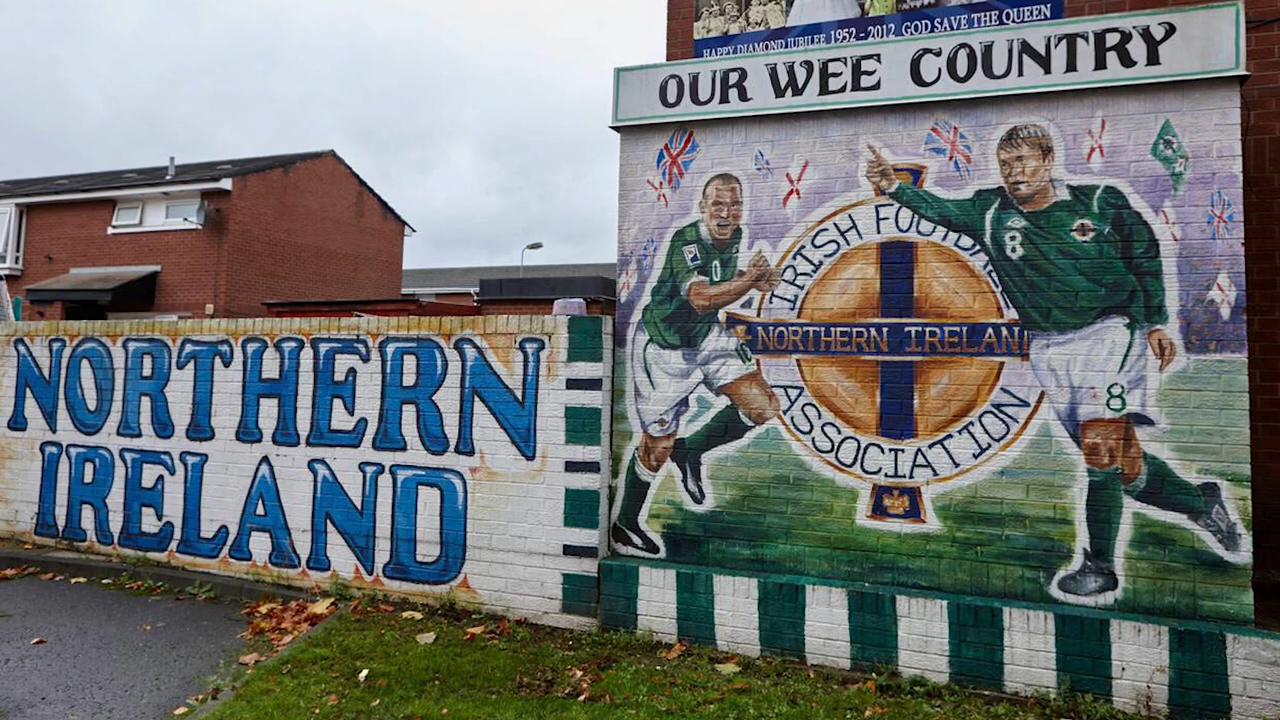 HAPPY DIAMOND JUBILEE 1952 - 2012. GOD SAVE THE QUEEN
OUR WEE COUNTRY
IRISH FOOTBALL
NORTHERN IRELAND
ASSOCIATION
8
8
NORTHERN
IRELAND